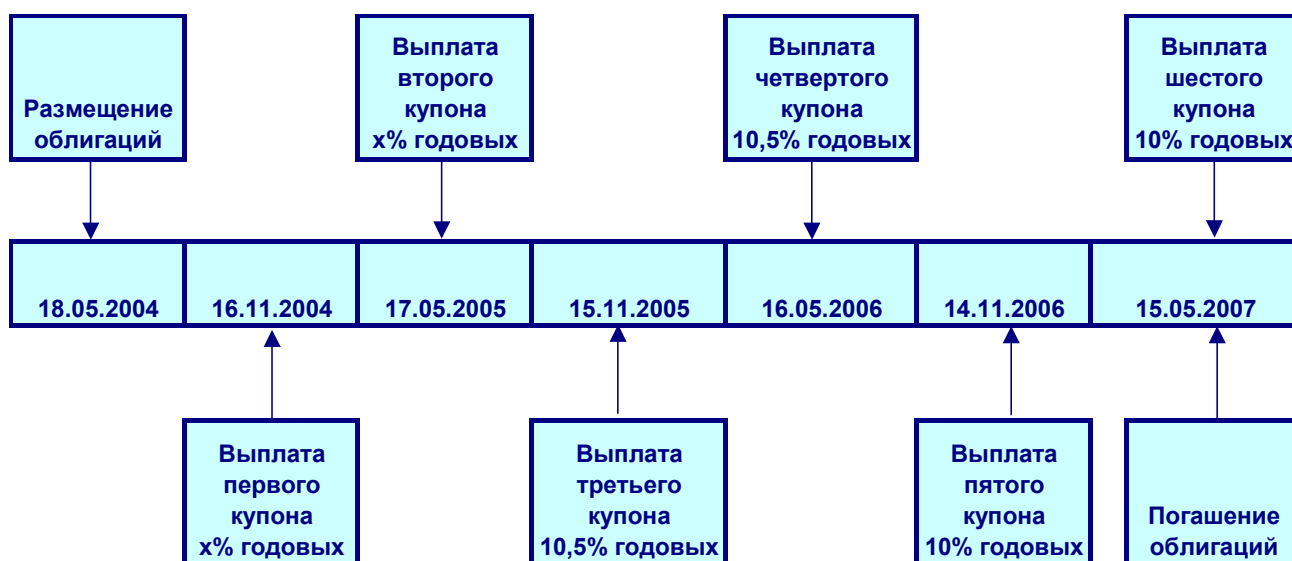 Размещение
облигаций
Выплата
второго
купона
x% годовых
Выплата
четвертого
купона
10,5% годовых
Выплата
шестого
купона
10% годовых
18.05.2004
16.11.2004
17.05.2005
15.11.2005
16.05.2006
14.11.2006
15.05.2007
Выплата
первого
купона
x% годовых
Выплата
третьего
купона
10,5% годовых
Выплата
пятого
купона
10% годовых
Погашение
облигаций